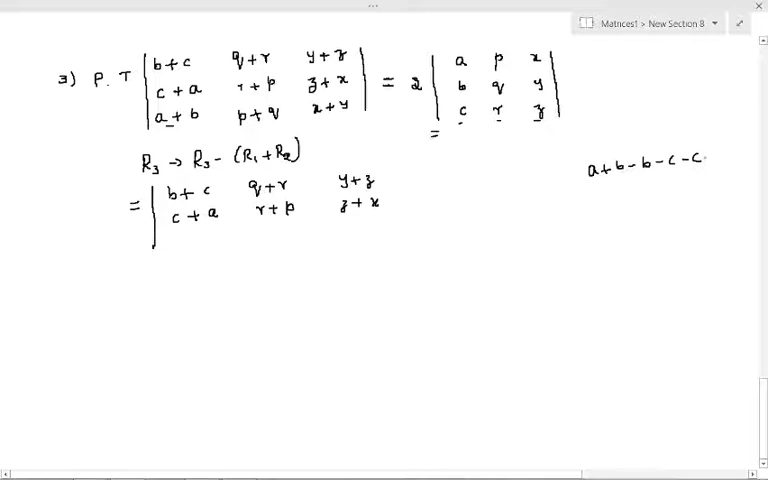 Matrices1 > New Section 8
3) P. T | b+c q+r y+z | = 2 | a p x |
| c+a r+p z+x | | b q y |
| a+b p+q x+y | | c r z |
=
R3 → R3 - (R1+R2)
a+b-b-c-c
= | b+c q+r y+z
| c+a r+p z+x